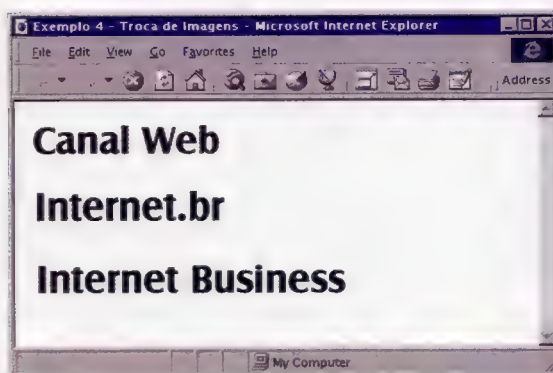 Exemplo 4 - Troca de Imagens - Microsoft Internet Explorer
File Edit View Go Favorites Help
Address
Canal Web
Internet.br
Internet Business
My Computer